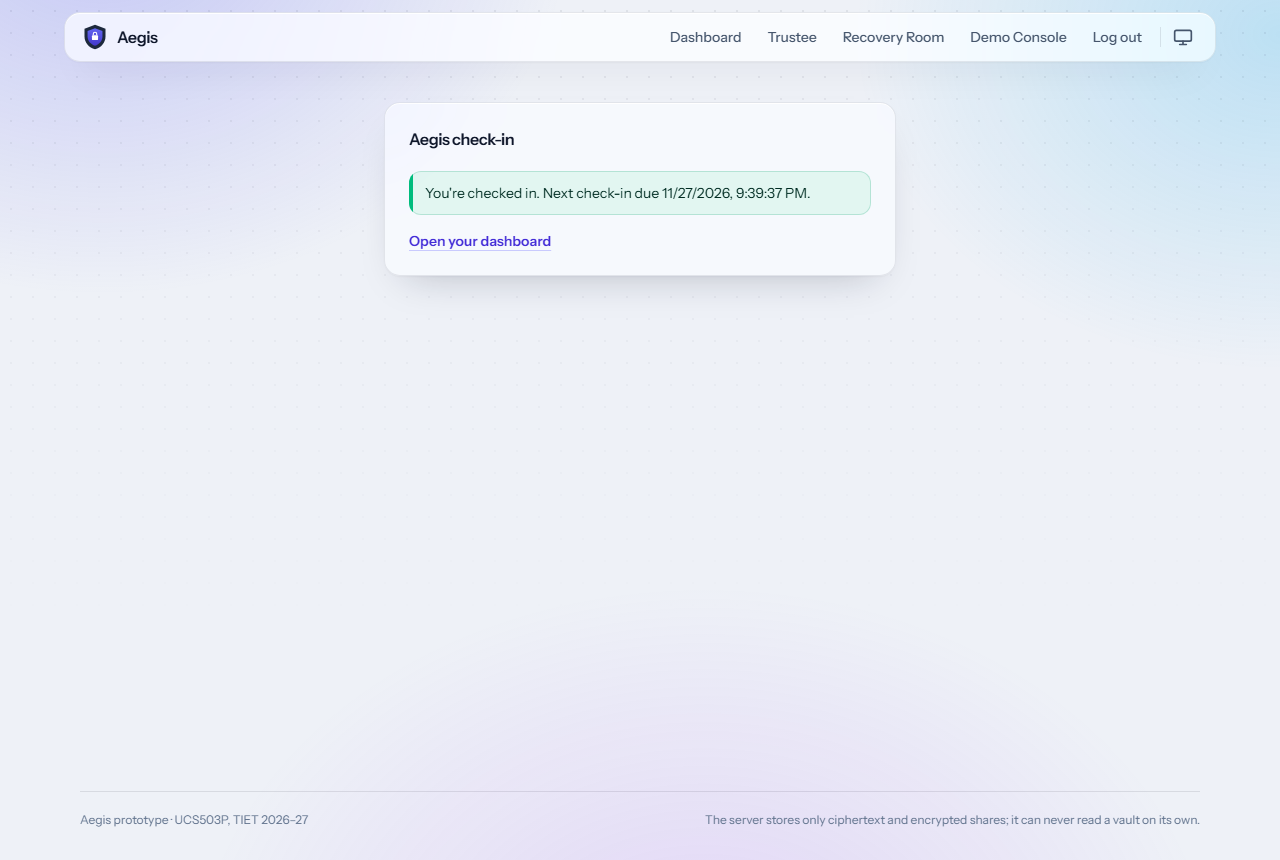 Aegis
Dashboard
Trustee
Recovery Room
Demo Console
Log out
Aegis check-in
You're checked in. Next check-in due 11/27/2026, 9:39:37 PM.
Open your dashboard
Aegis prototype · UCS503P, TIET 2026–27
The server stores only ciphertext and encrypted shares; it can never read a vault on its own.